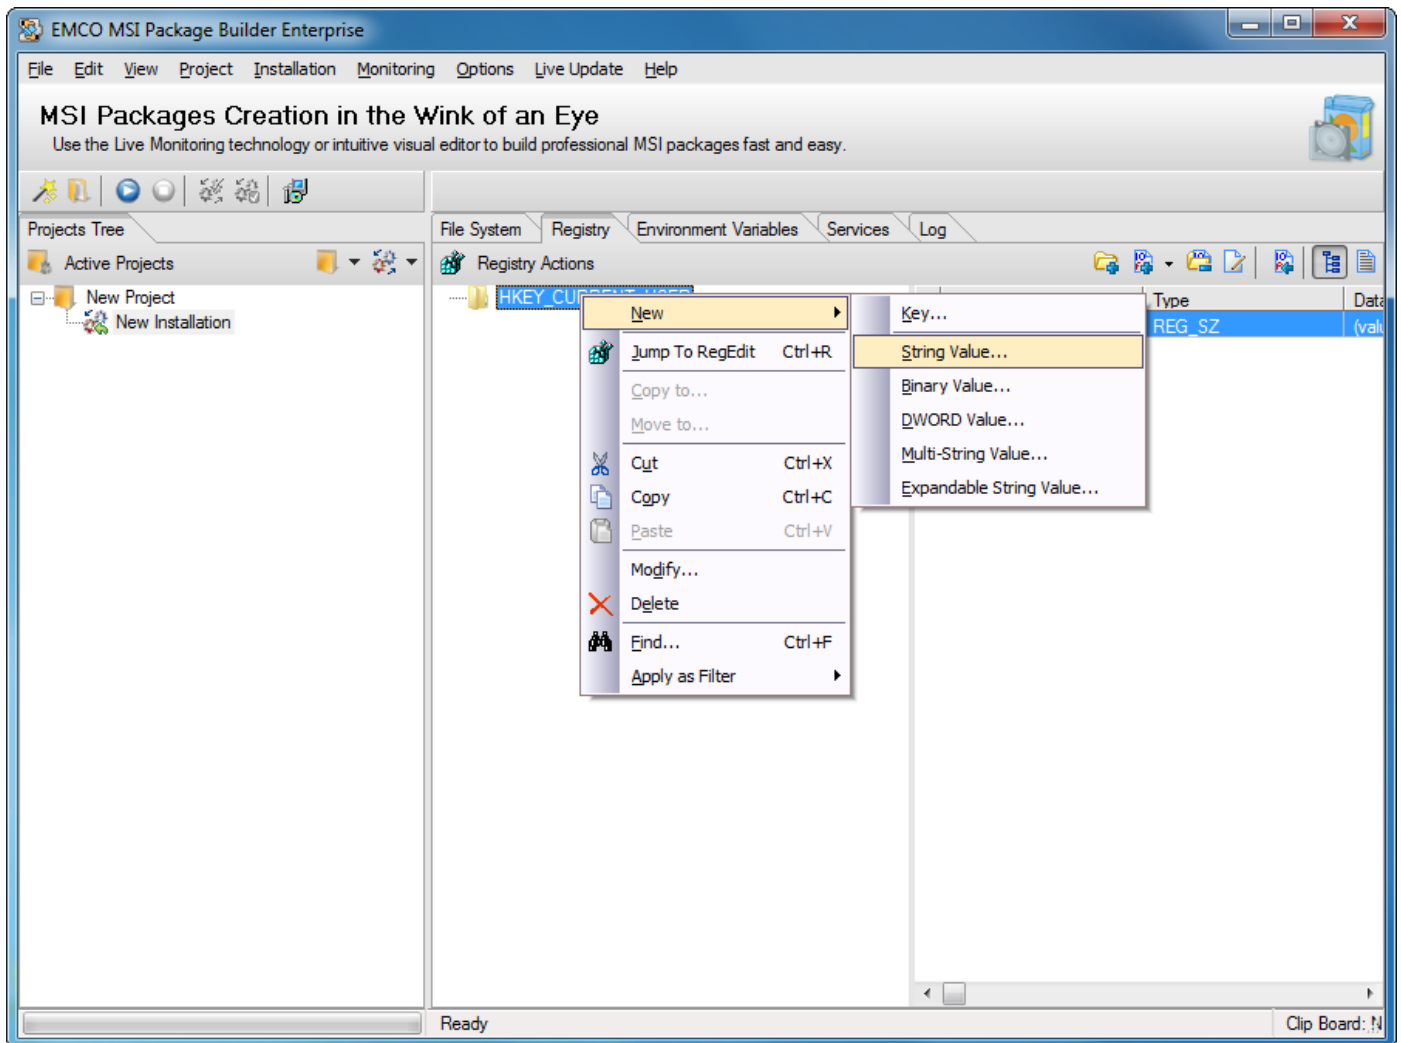 EMCO MSI Package Builder Enterprise
File Edit View Project Installation Monitoring Options Live Update Help
MSI Packages Creation in the Wink of an Eye
Use the Live Monitoring technology or intuitive visual editor to build professional MSI packages fast and easy.
Projects Tree
File System Registry Environment Variables Services Log
Active Projects
Registry Actions
New Project
New Installation
HKEY_CURRENT_USER
Type Data
REG_SZ (valu
New
Jump To RegEdit Ctrl+R
Copy to...
Move to...
Cut Ctrl+X
Copy Ctrl+C
Paste Ctrl+V
Modify...
Delete
Find... Ctrl+F
Apply as Filter
Key...
String Value...
Binary Value...
DWORD Value...
Multi-String Value...
Expandable String Value...
Ready
Clip Board: N